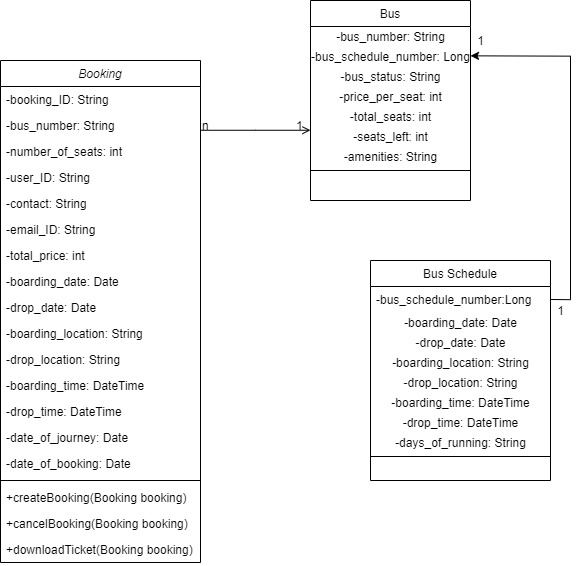 Booking
-booking_ID: String
-bus_number: String
-number_of_seats: int
-user_ID: String
-contact: String
-email_ID: String
-total_price: int
-boarding_date: Date
-drop_date: Date
-boarding_location: String
-drop_location: String
-boarding_time: DateTime
-drop_time: DateTime
-date_of_journey: Date
-date_of_booking: Date
+createBooking(Booking booking)
+cancelBooking(Booking booking)
+downloadTicket(Booking booking)
n
1
Bus
-bus_number: String
-bus_schedule_number: Long
-bus_status: String
-price_per_seat: int
-total_seats: int
-seats_left: int
-amenities: String
1
Bus Schedule
-bus_schedule_number:Long
-boarding_date: Date
-drop_date: Date
-boarding_location: String
-drop_location: String
-boarding_time: DateTime
-drop_time: DateTime
-days_of_running: String
1